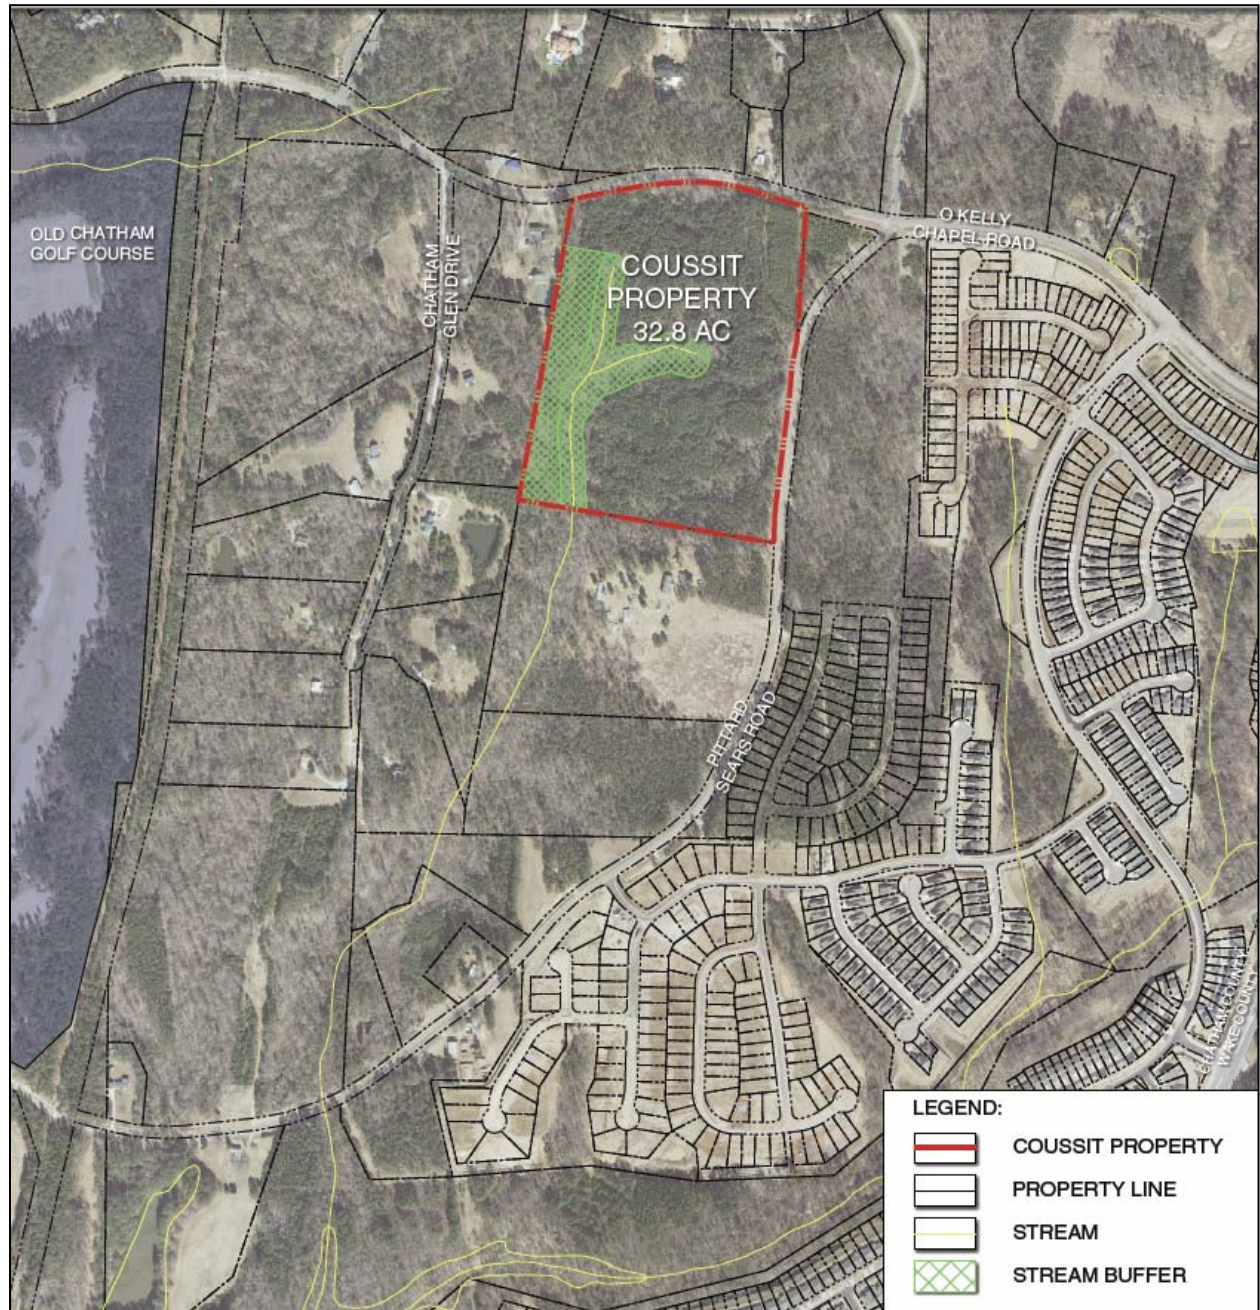 OLD CHATHAM
GOLF COURSE
CHATHAM
GLEN DRIVE
COUSSIT
PROPERTY
32.8 AC
O KELLY
CHAPEL ROAD
PITTARD
SEARS ROAD
CHATHAM COUNTY
WAKE COUNTY
LEGEND:
COUSSIT PROPERTY
PROPERTY LINE
STREAM
STREAM BUFFER